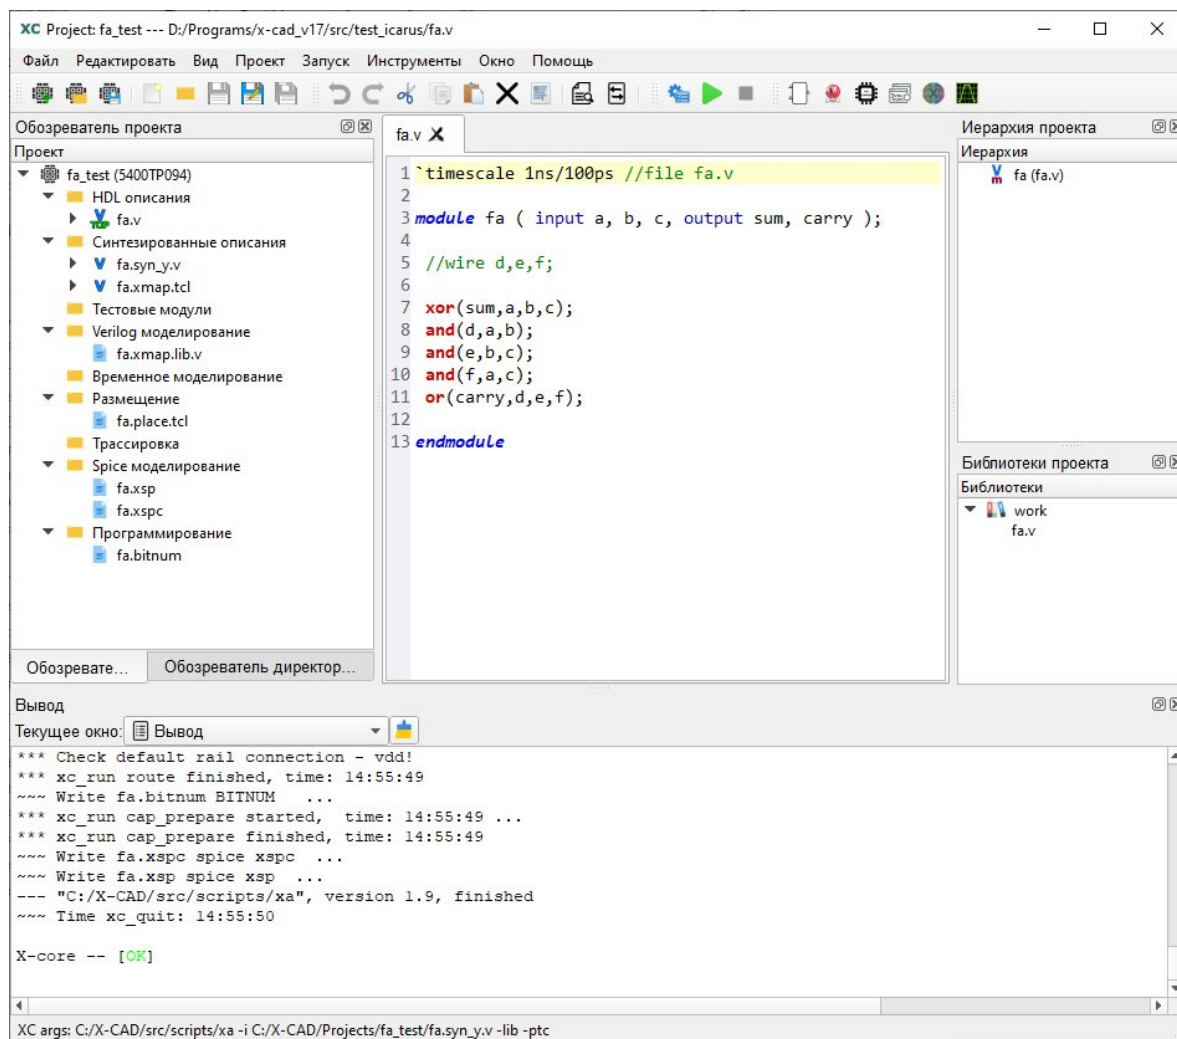 XC Project: fa_test --- D:/Programs/x-cad_v17/src/test_icarus/fa.v
Файл Редактировать Вид Проект Запуск Инструменты Окно Помощь
Обозреватель проекта
Проект
fa_test (5400TP094)
HDL описания
TOP fa.v
Синтезированные описания
fa.syn_y.v
fa.xmap.tcl
Тестовые модули
Verilog моделирование
fa.xmap.lib.v
Временное моделирование
Размещение
fa.place.tcl
Трассировка
Spice моделирование
fa.xsp
fa.xspc
Программирование
fa.bitnum
Обозревате...
Обозреватель директор...
fa.v
1 `timescale 1ns/100ps //file fa.v
2
3 module fa ( input a, b, c, output sum, carry );
4
5 //wire d,e,f;
6
7 xor(sum,a,b,c);
8 and(d,a,b);
9 and(e,b,c);
10 and(f,a,c);
11 or(carry,d,e,f);
12
13 endmodule
Иерархия проекта
Иерархия
fa (fa.v)
Библиотеки проекта
Библиотеки
work
fa.v
Вывод
Текущее окно: Вывод
*** Check default rail connection - vdd!
*** xc_run route finished, time: 14:55:49
~~~ Write fa.bitnum BITNUM ...
*** xc_run cap_prepare started, time: 14:55:49 ...
*** xc_run cap_prepare finished, time: 14:55:49
~~~ Write fa.xspc spice xspc ...
~~~ Write fa.xsp spice xsp ...
--- "C:/X-CAD/src/scripts/xa", version 1.9, finished
~~~ Time xc_quit: 14:55:50
X-core -- [OK]
XC args: C:/X-CAD/src/scripts/xa -i C:/X-CAD/Projects/fa_test/fa.syn_y.v -lib -ptc